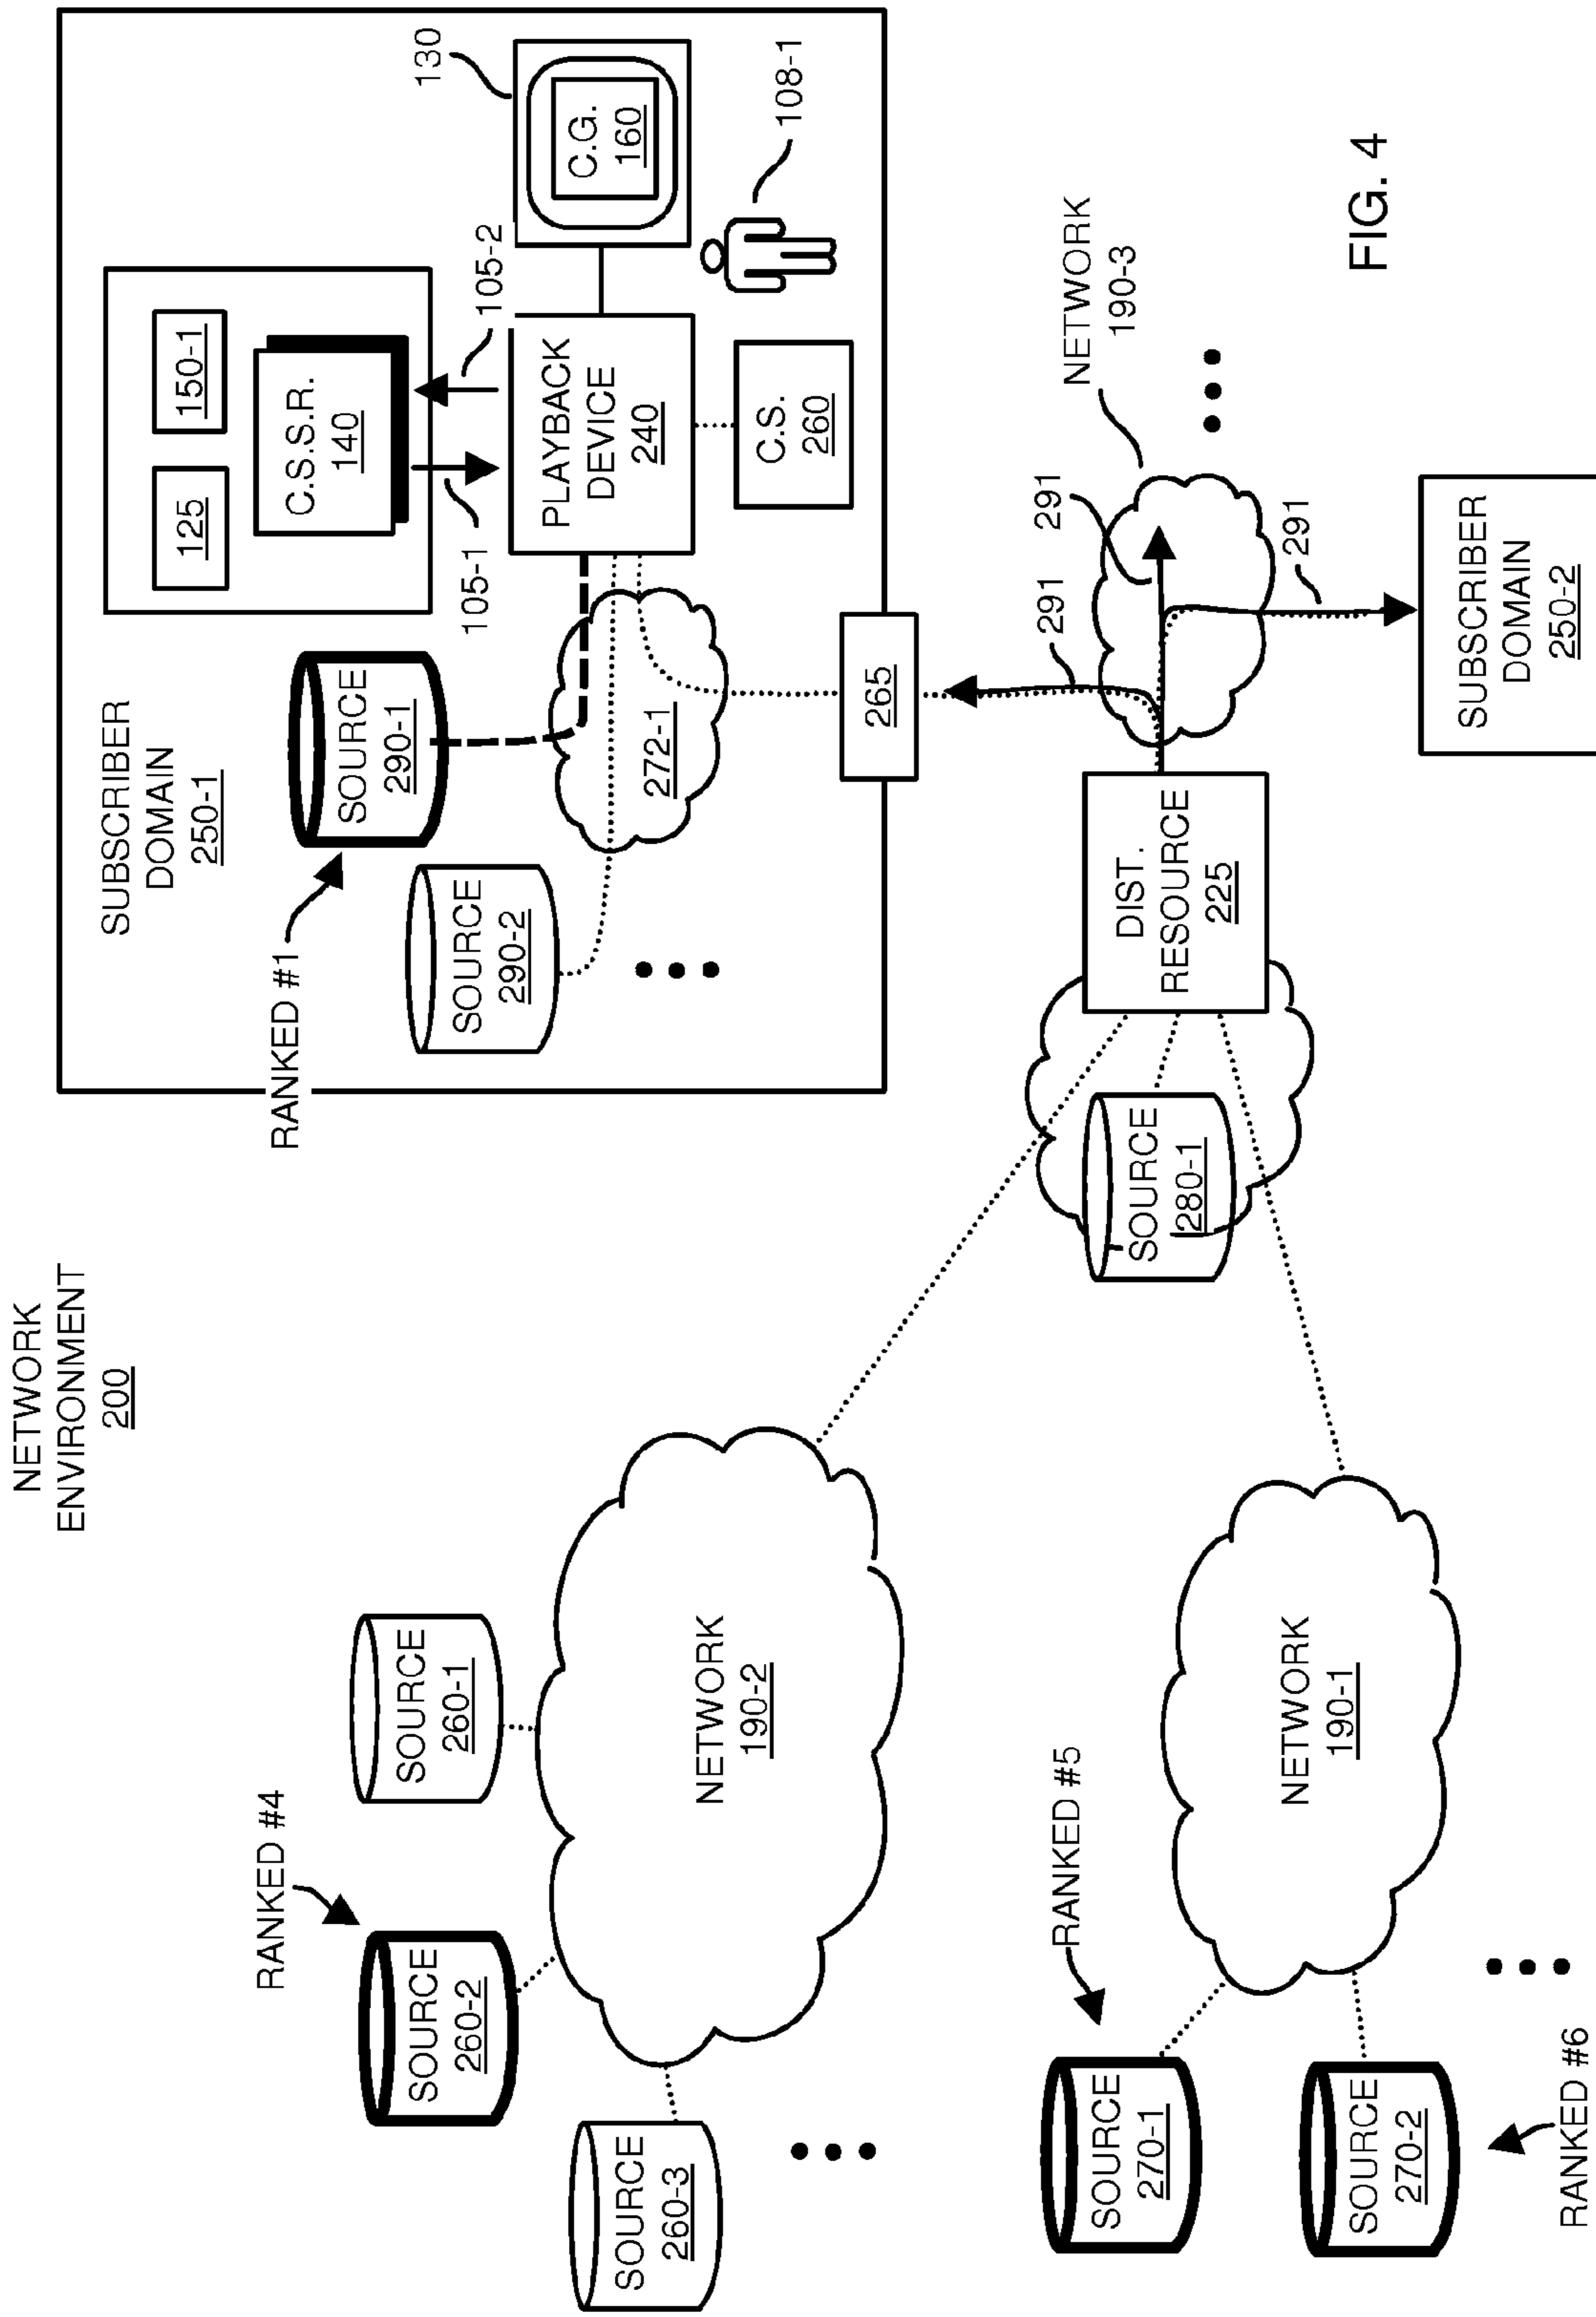 NETWORK
ENVIRONMENT
200
SUBSCRIBER
DOMAIN
250-1
RANKED #1
SOURCE
290-1
SOURCE
290-2
272-1
125
150-1
C.S.S.R.
140
105-1
105-2
PLAYBACK
DEVICE
240
C.S.
260
130
C.G.
160
108-1
265
RANKED #4
SOURCE
260-1
SOURCE
260-2
SOURCE
260-3
NETWORK
190-2
RANKED #5
SOURCE
270-1
SOURCE
270-2
RANKED #6
NETWORK
190-1
SOURCE
280-1
DIST.
RESOURCE
225
291
291
291
NETWORK
190-3
SUBSCRIBER
DOMAIN
250-2
FIG. 4